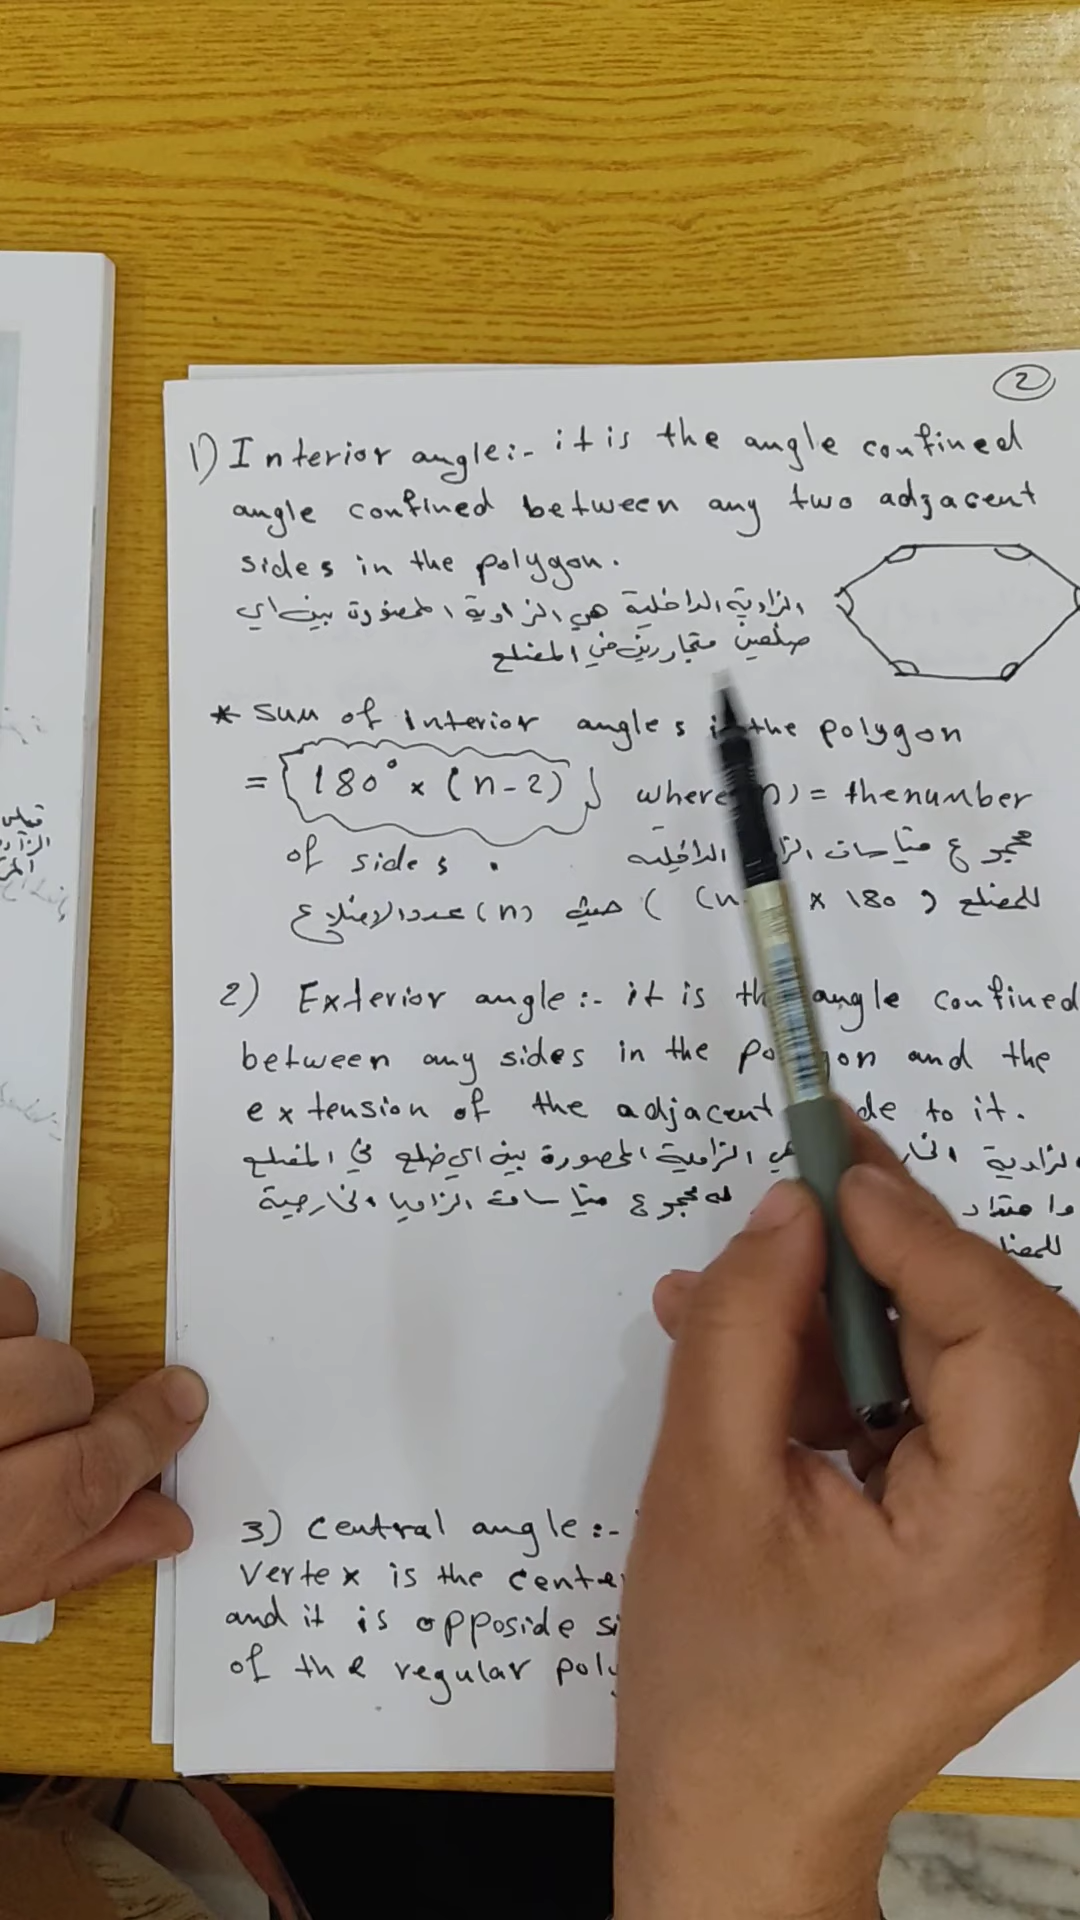 2
1) Interior angle:- it is the angle confined
angle confined between any two adjacent
sides in the polygon.
الزاوية الداخلية هي الزاوية المحصورة بين اي
ضلعين متجاورين في المضلع
* Sum of interior angles the polygon
= [180° × (n-2)] where (n) = the number
of sides.
مجموع قياسات الداخلية
للمضلع ( × 180 ) حيث (n) عدد الاضلاع
2) Exterior angle:- it is angle confined
between any sides in the and the
extension of the adjacent to it.
الزاوية هي الزاوية المحصورة بين اي ضلع في المضلع
وامتداد مجموع قياسات الزاويا الخارجية
3) Central angle:-
Vertex is the
and it is opposide
of the regular